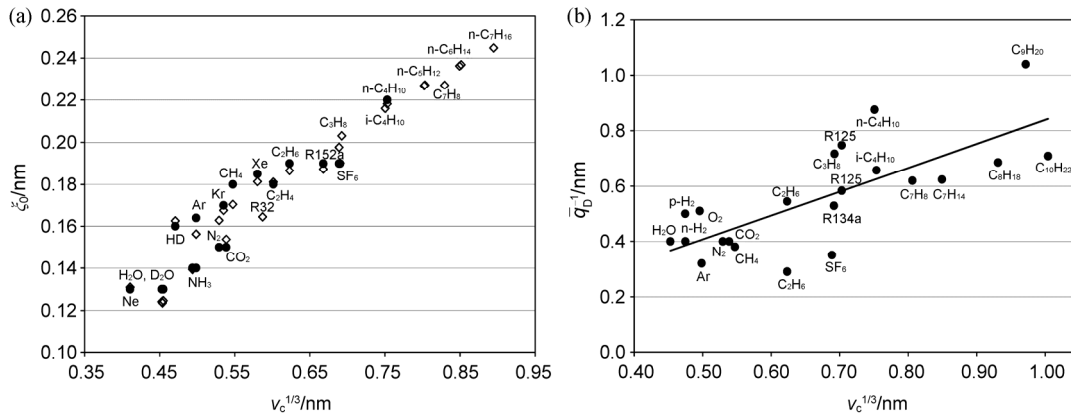 (a)
0.26
0.24
0.22
0.20
0.18
0.16
0.14
0.12
0.10
ξ₀/nm
0.35
0.45
0.55
0.65
0.75
0.85
0.95
v_c^{1/3}/nm
n-C₇H₁₆
n-C₆H₁₄
n-C₅H₁₂
C₇H₈
n-C₄H₁₀
i-C₄H₁₀
C₃H₈
C₂H₆
R152a
SF₆
Xe
C₂H₄
CH₄
R32
Kr
Ar
HD
N₂
CO₂
H₂O, D₂O
NH₃
Ne
(b)
1.2
1.0
0.8
0.6
0.4
0.2
0.0
q̄_D⁻¹/nm
0.40
0.50
0.60
0.70
0.80
0.90
1.00
v_c^{1/3}/nm
C₉H₂₀
n-C₄H₁₀
R125
C₃H₈
i-C₄H₁₀
C₁₀H₂₂
C₈H₁₈
R125
C₇H₈
C₇H₁₄
C₂H₆
p-H₂
O₂
R134a
H₂O
n-H₂
CO₂
N₂
CH₄
SF₆
Ar
C₂H₆